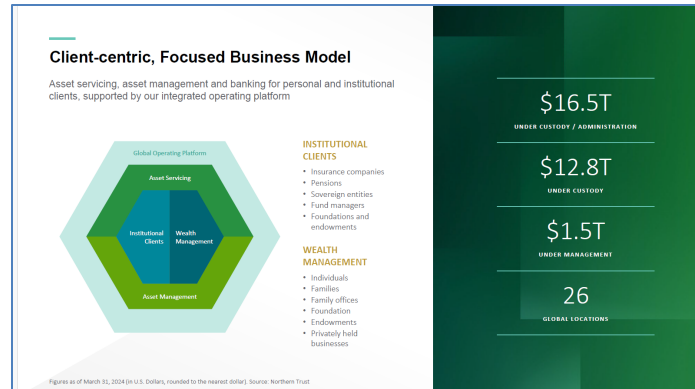 Client-centric, Focused Business Model
Asset servicing, asset management and banking for personal and institutional
clients, supported by our integrated operating platform
Global Operating Platform
Asset Servicing
Institutional
Clients
Wealth
Management
Asset Management
INSTITUTIONAL
CLIENTS
• Insurance companies
• Pensions
• Sovereign entities
• Fund managers
• Foundations and
endowments
WEALTH
MANAGEMENT
• Individuals
• Families
• Family offices
• Foundation
• Endowments
• Privately held
businesses
$16.5T
UNDER CUSTODY / ADMINISTRATION
$12.8T
UNDER CUSTODY
$1.5T
UNDER MANAGEMENT
26
GLOBAL LOCATIONS
Figures as of March 31, 2024 (in U.S. Dollars, rounded to the nearest dollar). Source: Northern Trust